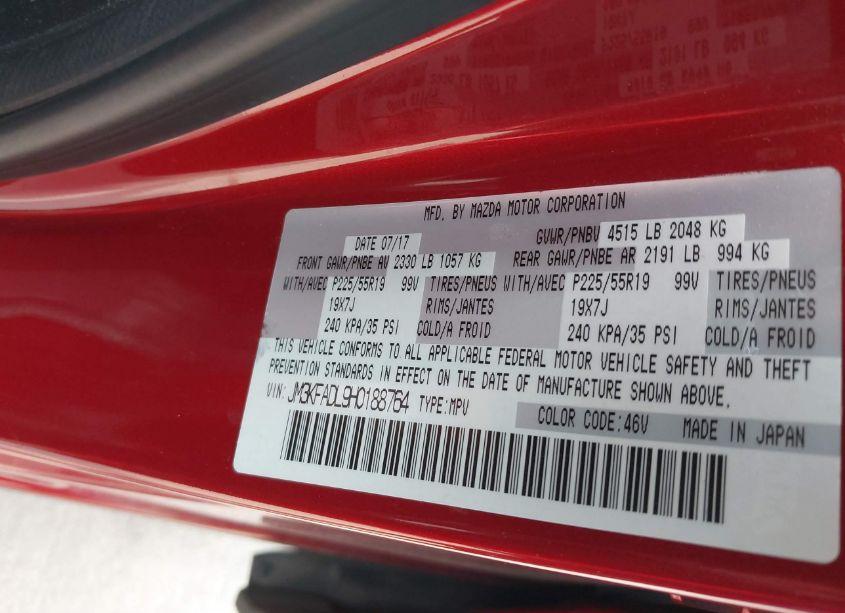 MFD. BY MAZDA MOTOR CORPORATION
DATE 07/17 GVWR/PNBV 4515 LB 2048 KG
FRONT GAWR/PNBE AV 2330 LB 1057 KG REAR GAWR/PNBE AR 2191 LB 994 KG
WITH/AVEC P225/55R19 99V TIRES/PNEUS WITH/AVEC P225/55R19 99V TIRES/PNEUS
19X7J RIMS/JANTES 19X7J RIMS/JANTES
240 KPA/35 PSI COLD/A FROID 240 KPA/35 PSI COLD/A FROID
THIS VEHICLE CONFORMS TO ALL APPLICABLE FEDERAL MOTOR VEHICLE SAFETY AND THEFT
PREVENTION STANDARDS IN EFFECT ON THE DATE OF MANUFACTURE SHOWN ABOVE.
VIN: JM3KFADL9H0188764 TYPE:MPV
COLOR CODE:46V MADE IN JAPAN